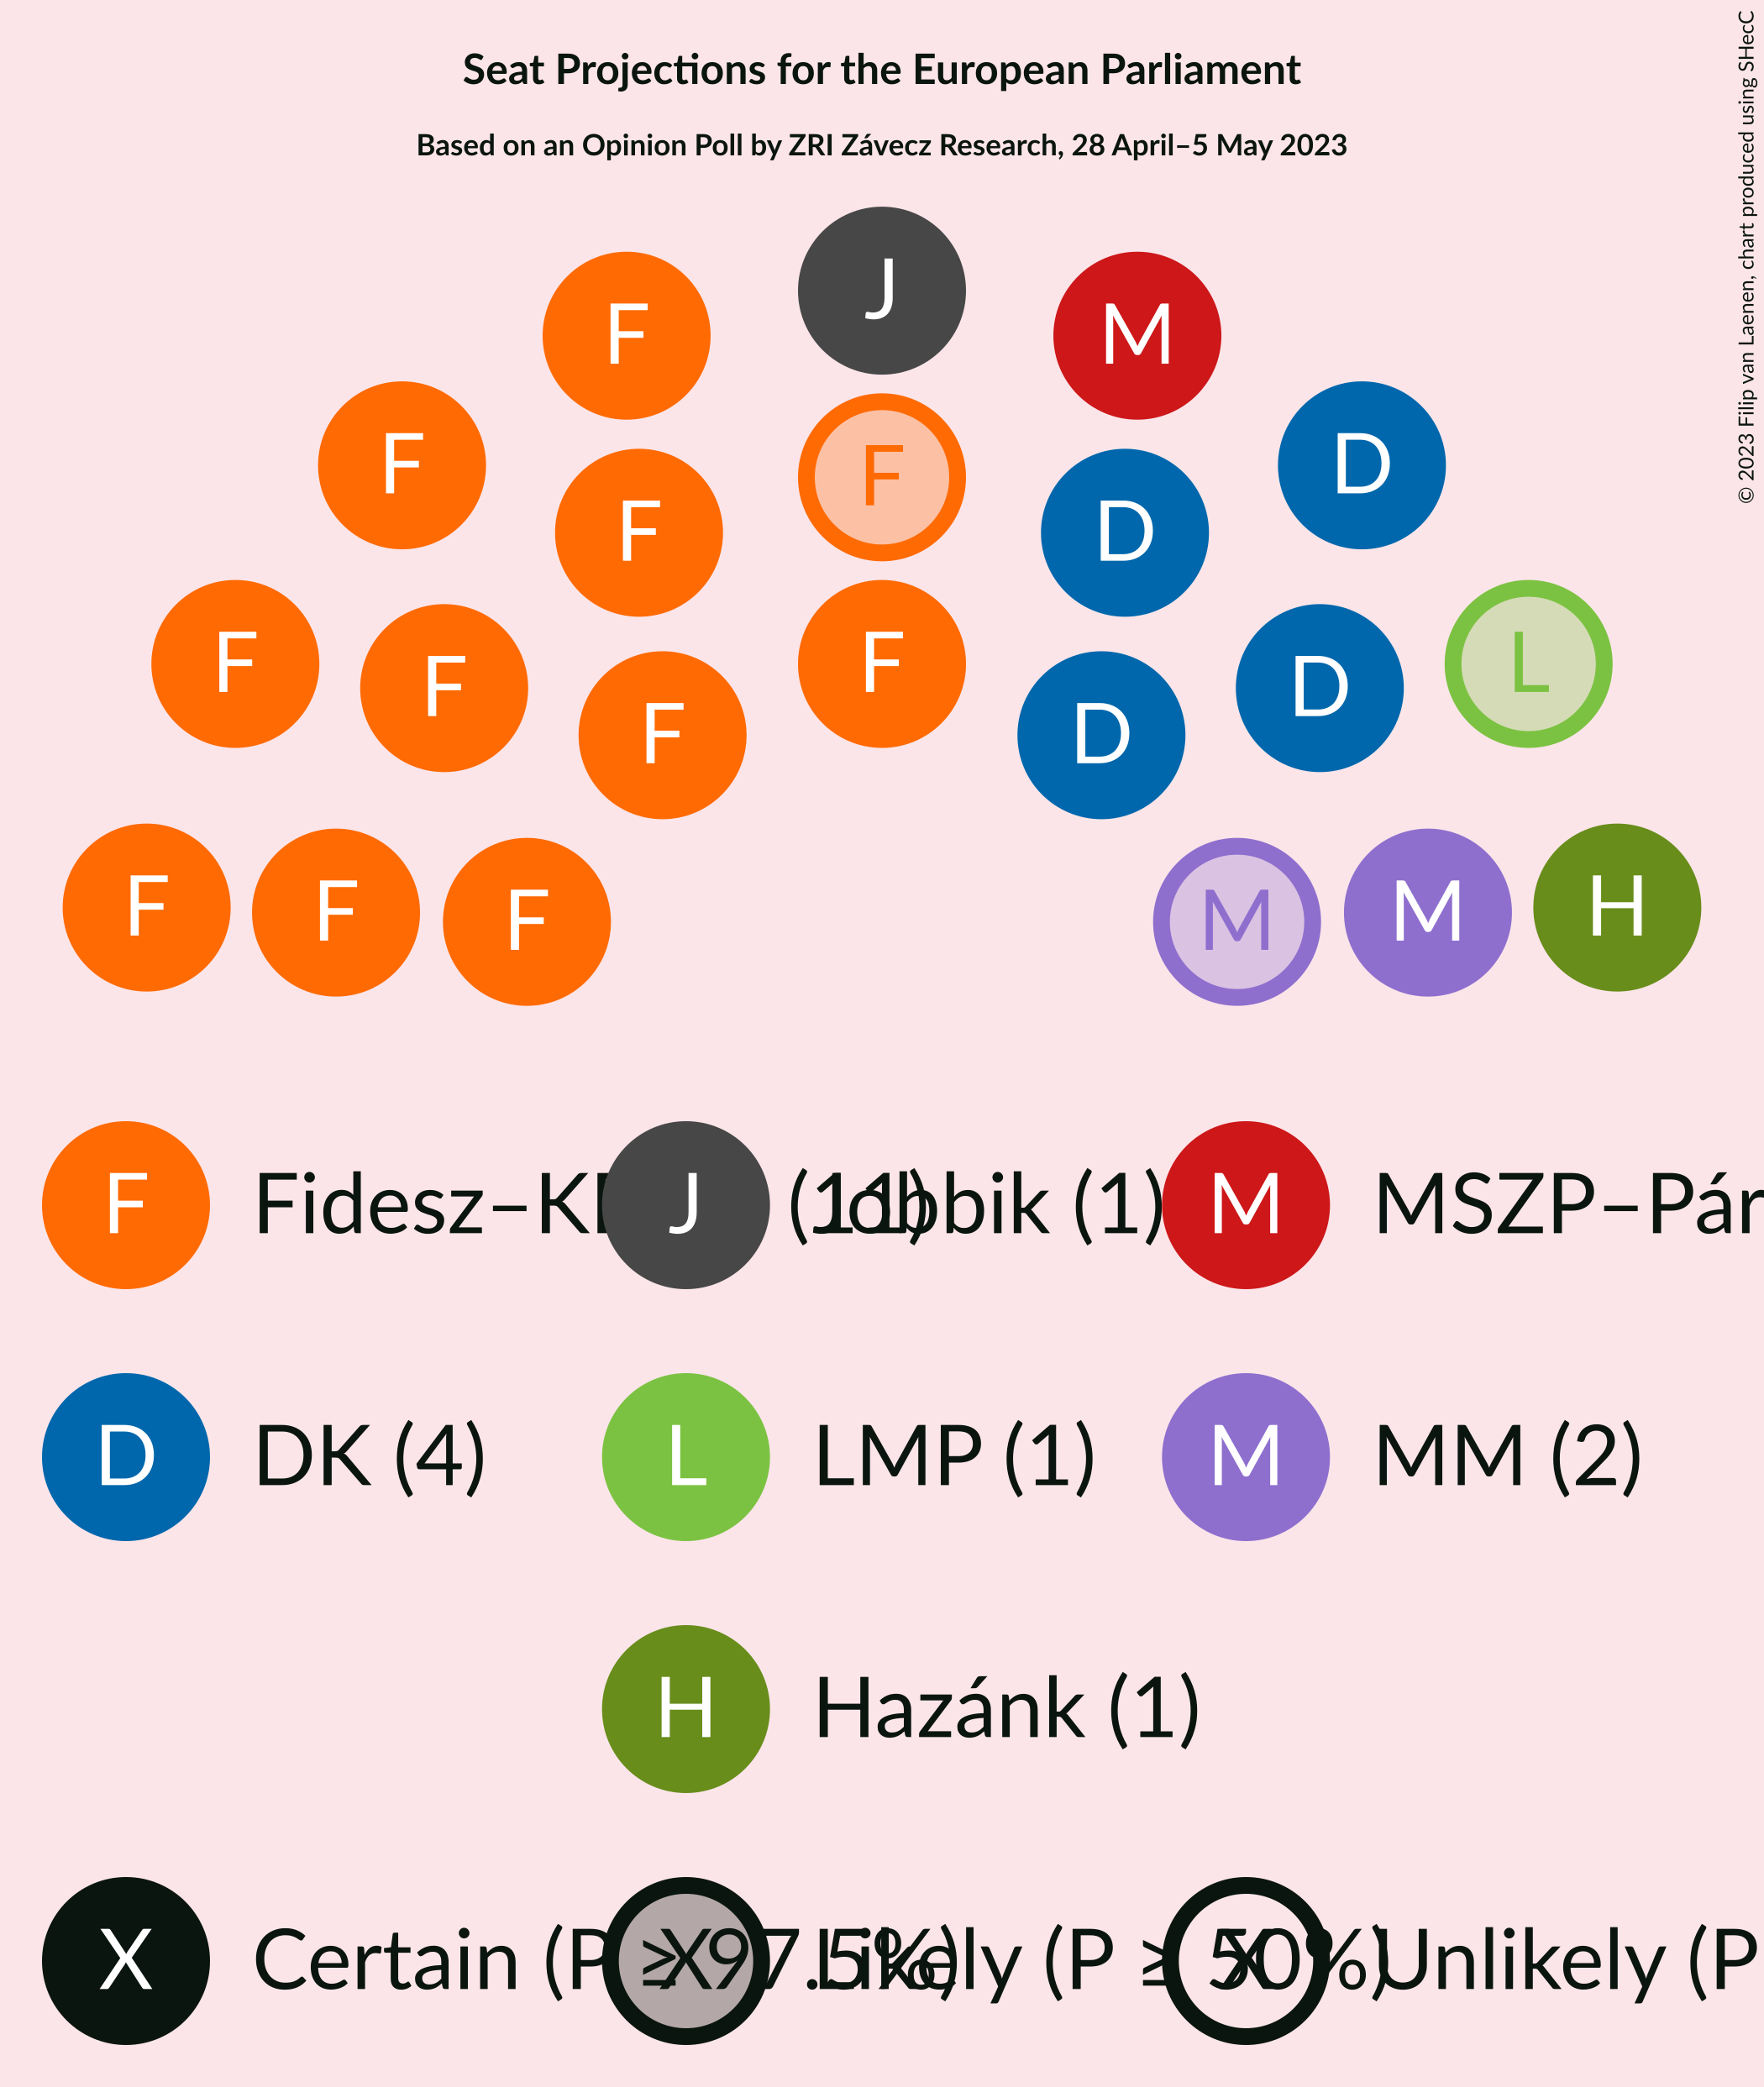 Seat Projections for the European Parliament
Based on an Opinion Poll by ZRI Závecz Research, 28 April–5 May 2023
© 2023 Filip van Laenen, chart produced using SHecC
J
F M
F F D
F D
F F L
F D
F D
F F H
F M M
F Fidesz–K (11) J Jobbik (1) M MSZP–Pár
D DK (4) L LMP (1) M MM (2)
H Hazánk (1)
X Certain (P ≥ 97.5%) X Likely (P ≥ 50%) X Unlikely (P